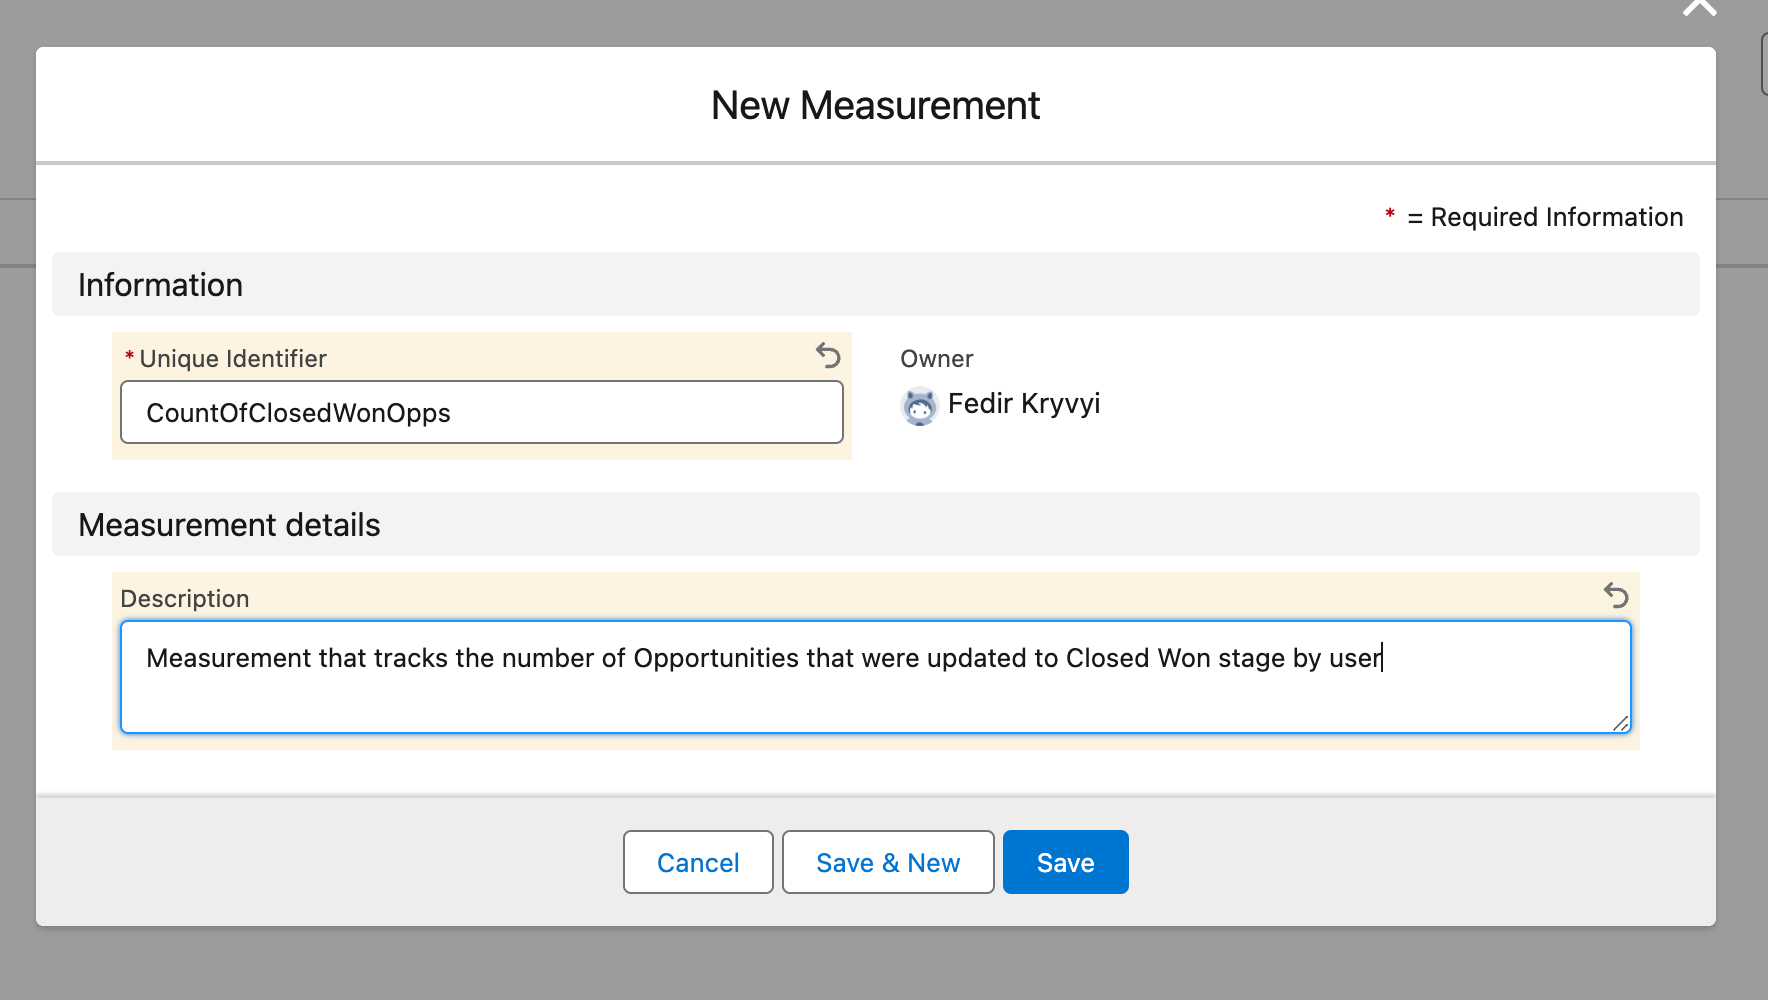 New Measurement
* = Required Information
Information
* Unique Identifier
CountOfClosedWonOpps
Owner
Fedir Kryvyi
Measurement details
Description
Measurement that tracks the number of Opportunities that were updated to Closed Won stage by user
Cancel
Save & New
Save